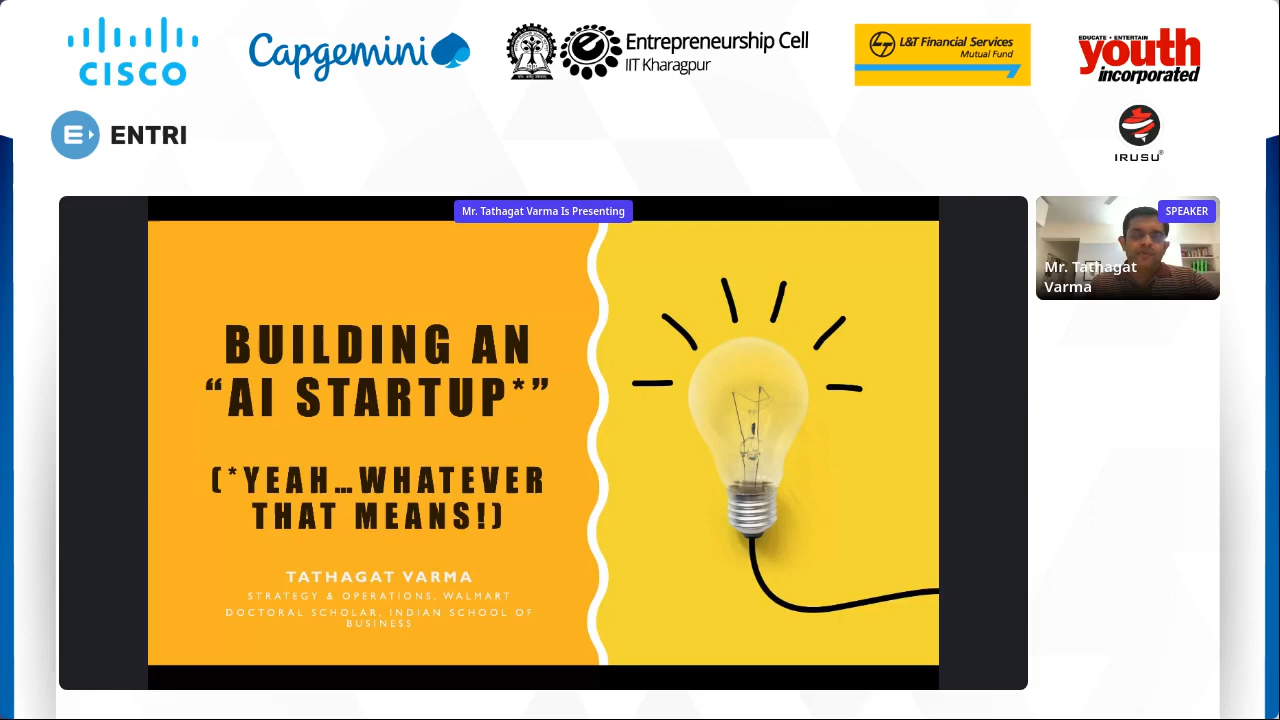 CISCO
Capgemini
Entrepreneurship Cell
IIT Kharagpur
L&T Financial Services
Mutual Fund
EDUCATE + ENTERTAIN
youth
incorporated
E ENTRI
IRUSU®
Mr. Tathagat Varma Is Presenting
SPEAKER
Mr. Tathagat
Varma
BUILDING AN
“AI STARTUP*”
(*YEAH…WHATEVER
THAT MEANS!)
TATHAGAT VARMA
STRATEGY & OPERATIONS, WALMART
DOCTORAL SCHOLAR, INDIAN SCHOOL OF
BUSINESS